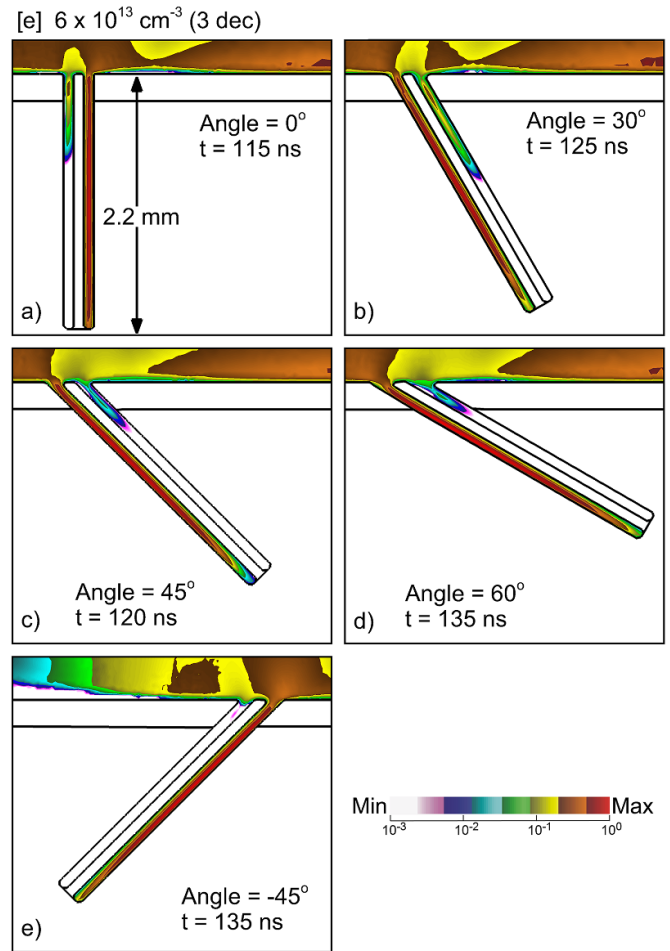 [e] 6 x 10¹³ cm⁻³ (3 dec)
Angle = 0°
t = 115 ns
2.2 mm
a)
Angle = 30°
t = 125 ns
b)
Angle = 45°
t = 120 ns
c)
Angle = 60°
t = 135 ns
d)
Angle = -45°
t = 135 ns
e)
Min Max
10⁻³ 10⁻² 10⁻¹ 10⁰